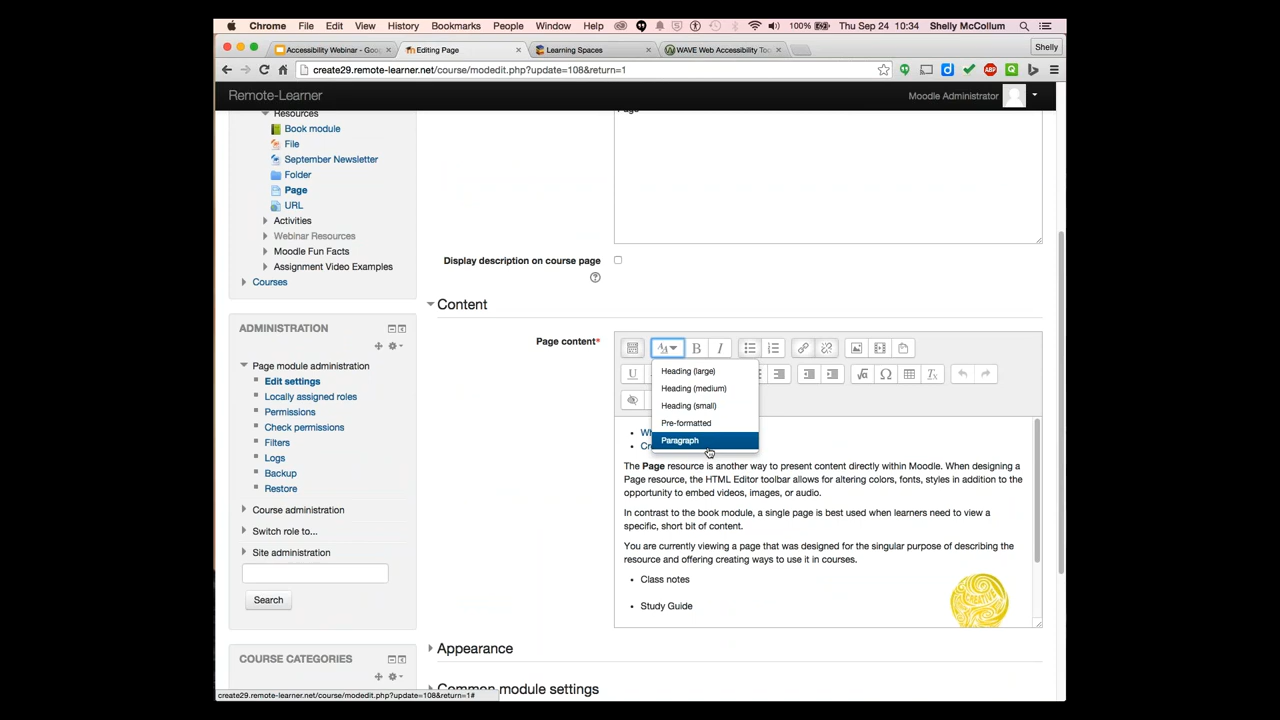 Chrome File Edit View History Bookmarks People Window Help 100% Thu Sep 24 10:34 Shelly McCollum
Accessibility Webinar - Goog Editing Page Learning Spaces WAVE Web Accessibility Too Shelly
create29.remote-learner.net/course/modedit.php?update=108&return=1
Remote-Learner Moodle Administrator
Resources
Book module
File
September Newsletter
Folder
Page
URL
Activities
Webinar Resources
Moodle Fun Facts
Assignment Video Examples
Courses
ADMINISTRATION
Page module administration
Edit settings
Locally assigned roles
Permissions
Check permissions
Filters
Logs
Backup
Restore
Course administration
Switch role to...
Site administration
Search
COURSE CATEGORIES
Page
Display description on course page
Content
Page content*
B I
U
Heading (large)
Heading (medium)
Heading (small)
Pre-formatted
Paragraph
The Page resource is another way to present content directly within Moodle. When designing a
Page resource, the HTML Editor toolbar allows for altering colors, fonts, styles in addition to the
opportunity to embed videos, images, or audio.
In contrast to the book module, a single page is best used when learners need to view a
specific, short bit of content.
You are currently viewing a page that was designed for the singular purpose of describing the
resource and offering creating ways to use it in courses.
Class notes
Study Guide
CREATIVE
Appearance
Common module settings
create29.remote-learner.net/course/modedit.php?update=108&return=1#